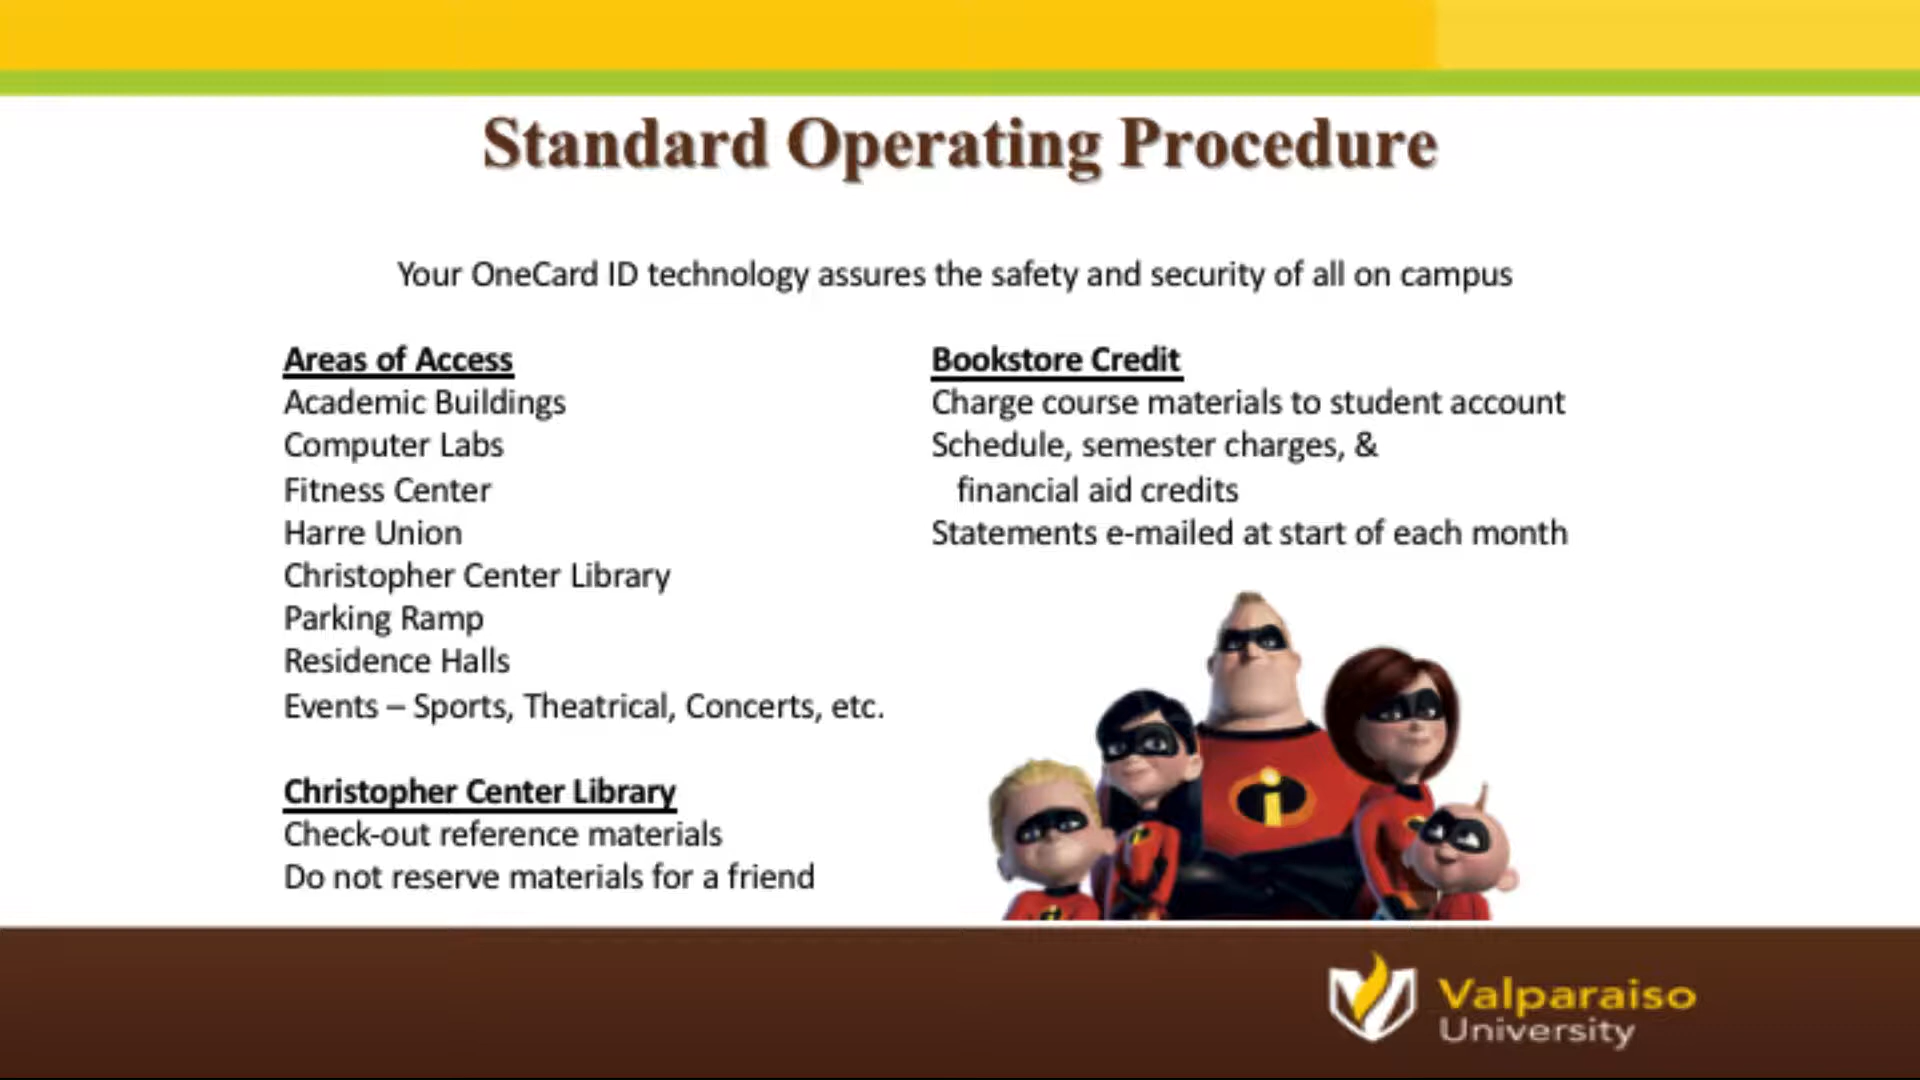 Standard Operating Procedure
Your OneCard ID technology assures the safety and security of all on campus
Areas of Access
Academic Buildings
Computer Labs
Fitness Center
Harre Union
Christopher Center Library
Parking Ramp
Residence Halls
Events – Sports, Theatrical, Concerts, etc.
Christopher Center Library
Check-out reference materials
Do not reserve materials for a friend
Bookstore Credit
Charge course materials to student account
Schedule, semester charges, &
financial aid credits
Statements e-mailed at start of each month
i
Valparaiso
University